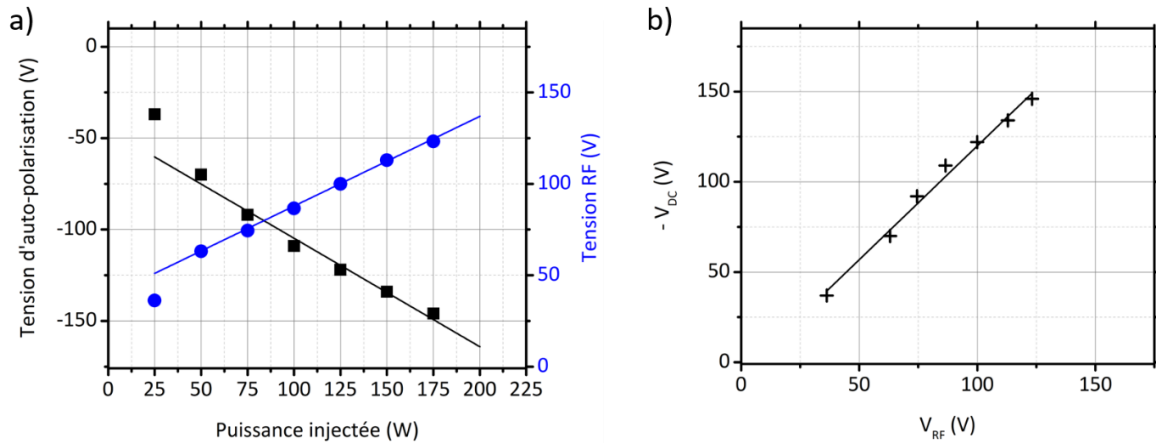 a)
0
-50
-100
-150
Tension d'auto-polarisation (V)
150
100
50
0
Tension RF (V)
25 50 75 100 125 150 175 200 225
Puissance injectée (W)
b)
150
100
50
0
- V_DC (V)
0 50 100 150
V_RF (V)